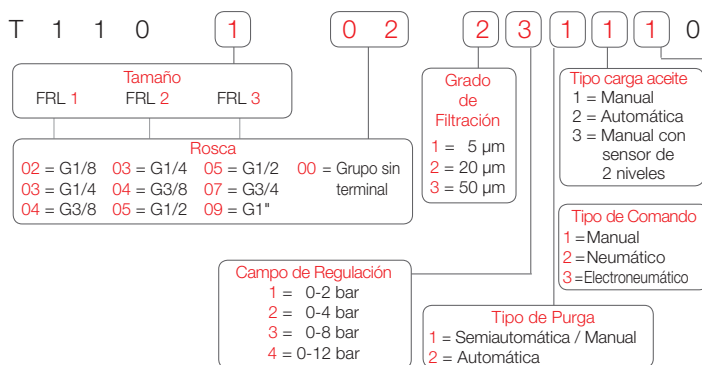 T 1 1 0 1 0 2 2 3 1 1 1 0
Tamaño
FRL 1 FRL 2 FRL 3
Rosca
02 = G1/8 03 = G1/4 05 = G1/2 00 = Grupo sin
03 = G1/4 04 = G3/8 07 = G3/4 terminal
04 = G3/8 05 = G1/2 09 = G1"
Grado
de
Filtración
1 = 5 µm
2 = 20 µm
3 = 50 µm
Tipo carga aceite
1 = Manual
2 = Automática
3 = Manual con
sensor de
2 niveles
Tipo de Comando
1 =Manual
2 =Neumático
3 =Electroneumático
Campo de Regulación
1 = 0-2 bar
2 = 0-4 bar
3 = 0-8 bar
4 = 0-12 bar
Tipo de Purga
1 = Semiautomática / Manual
2 = Automática